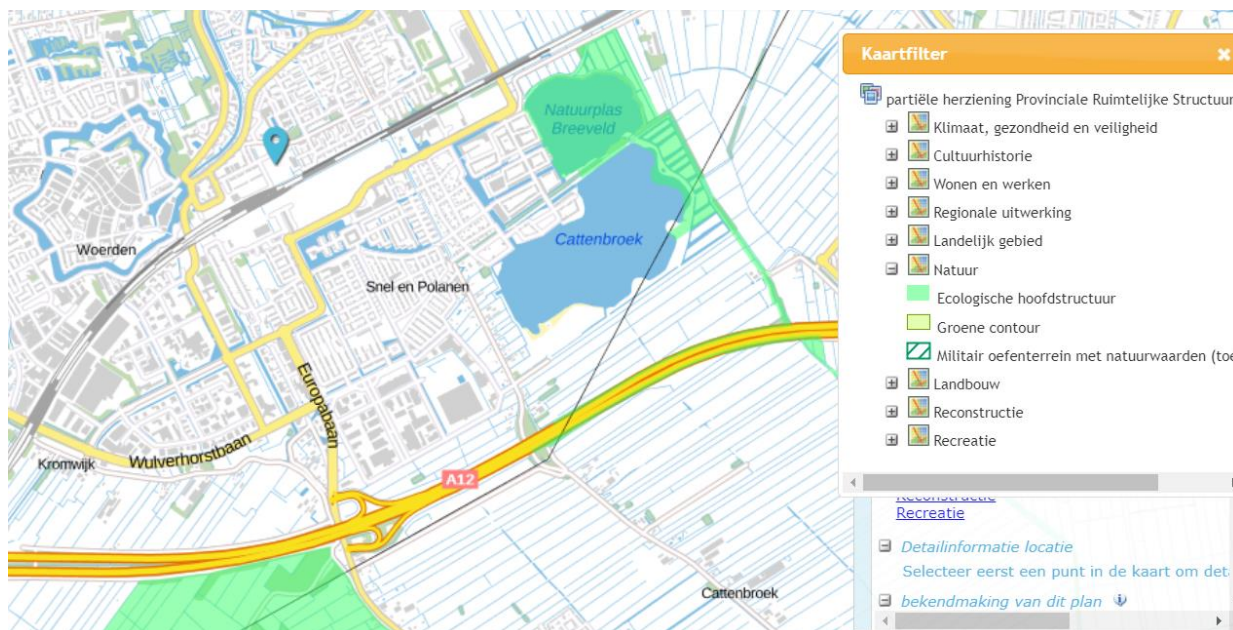 Natuurplas
Breeveld
Woerden
Cattenbroek
Snel en Polanen
Europabaan
Kromwijk
Wulverhorstbaan
A12
Cattenbroek
Kaartfilter
partiële herziening Provinciale Ruimtelijke Structuur
Klimaat, gezondheid en veiligheid
Cultuurhistorie
Wonen en werken
Regionale uitwerking
Landelijk gebied
Natuur
Ecologische hoofdstructuur
Groene contour
Militair oefenterrein met natuurwaarden (toe
Landbouw
Reconstructie
Recreatie
Reconstructie
Recreatie
Detailinformatie locatie
Selecteer eerst een punt in de kaart om deta
bekendmaking van dit plan